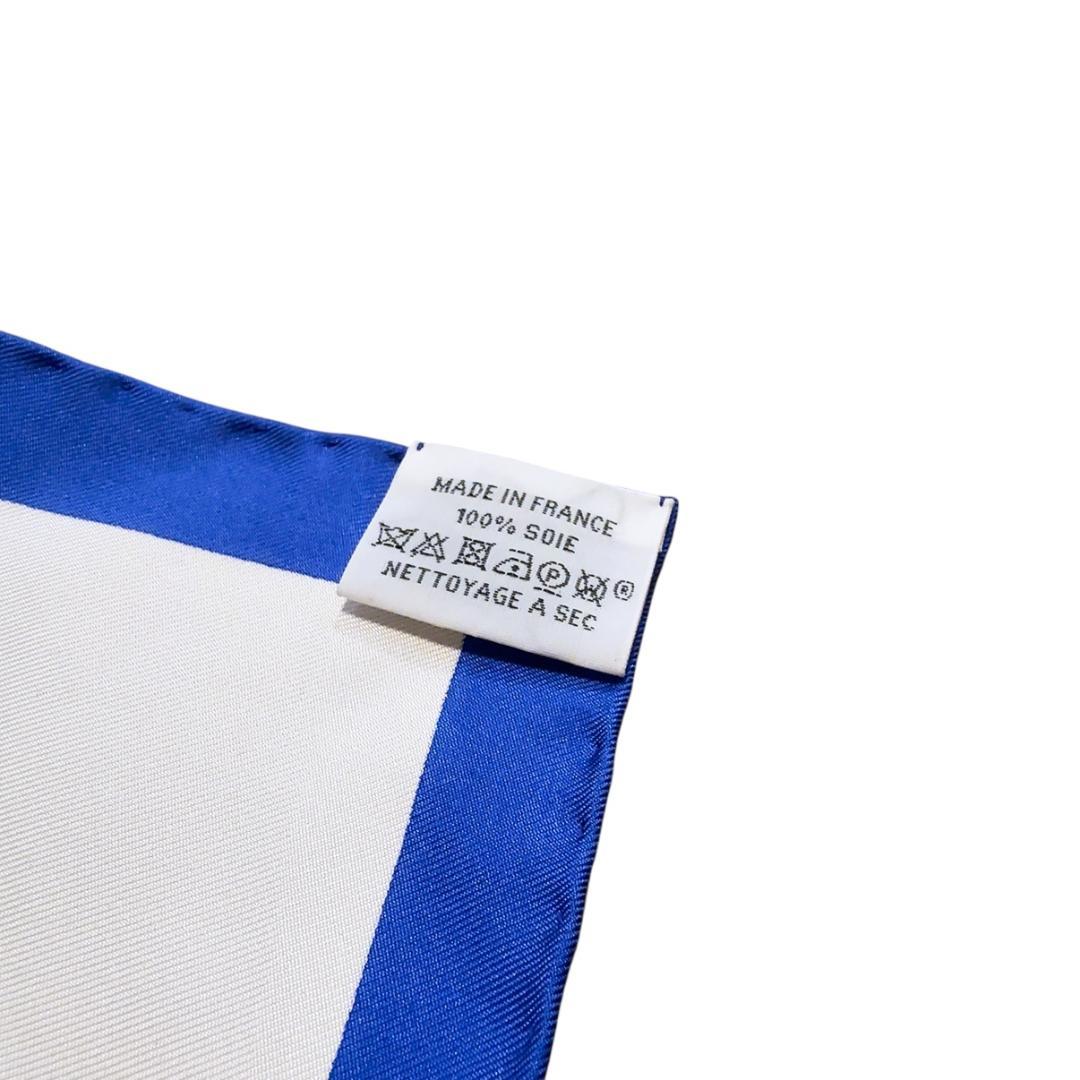 MADE IN FRANCE
100% SOIE
P W ®
NETTOYAGE À SEC